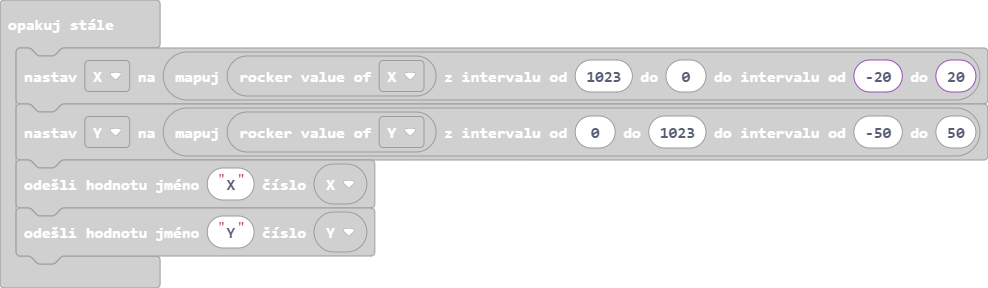 opakuj stále
nastav X na mapuj rocker value of X z intervalu od 1023 do 0 do intervalu od -20 do 20
nastav Y na mapuj rocker value of Y z intervalu od 0 do 1023 do intervalu od -50 do 50
odešli hodnotu jméno "X" číslo X
odešli hodnotu jméno "Y" číslo Y